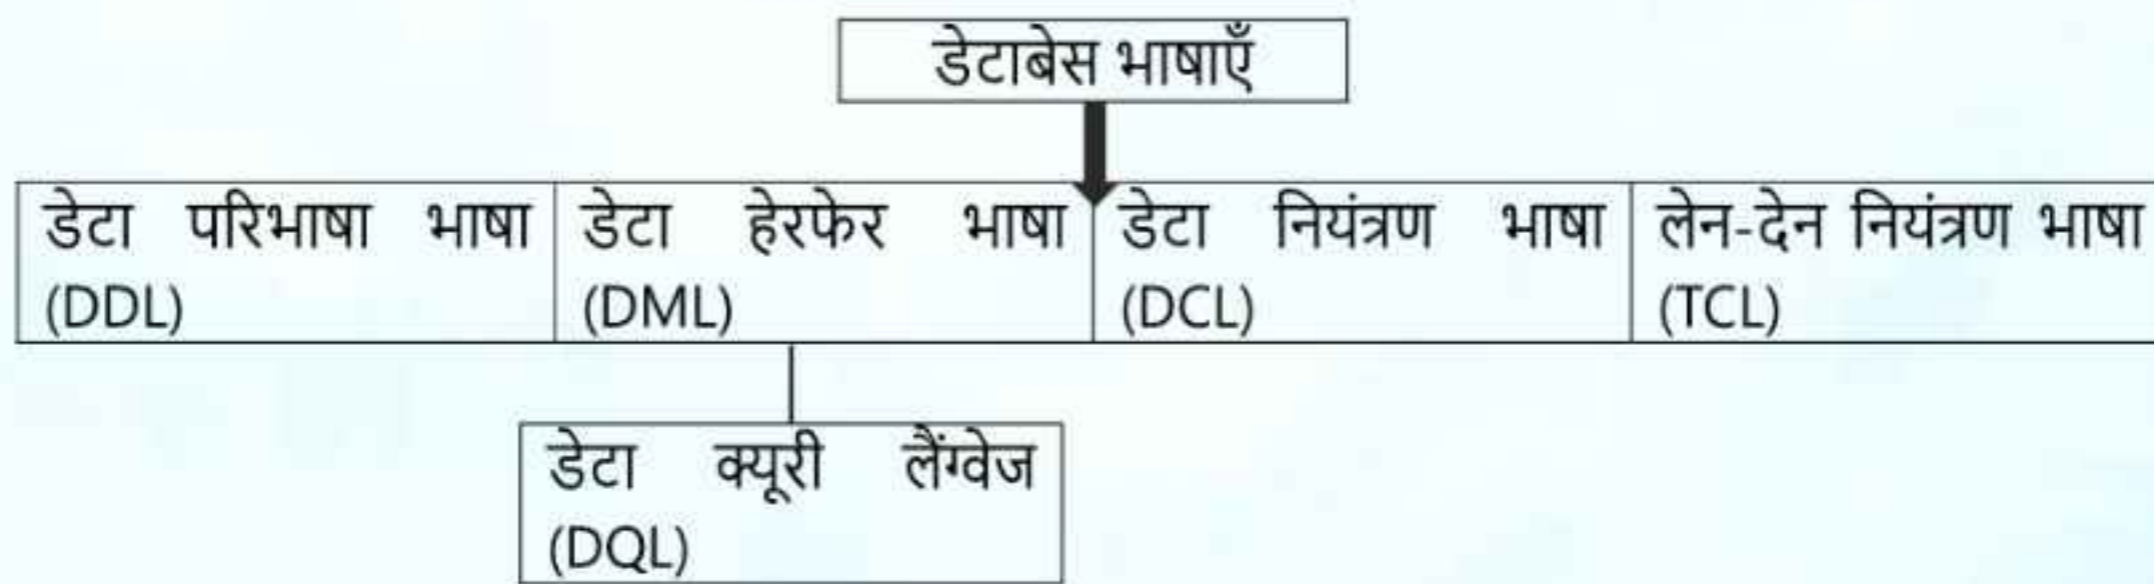 डेटाबेस भाषाएँ
डेटा परिभाषा भाषा
(DDL)
डेटा हेरफेर भाषा
(DML)
डेटा नियंत्रण भाषा
(DCL)
लेन-देन नियंत्रण भाषा
(TCL)
डेटा क्यूरी लैंग्वेज
(DQL)